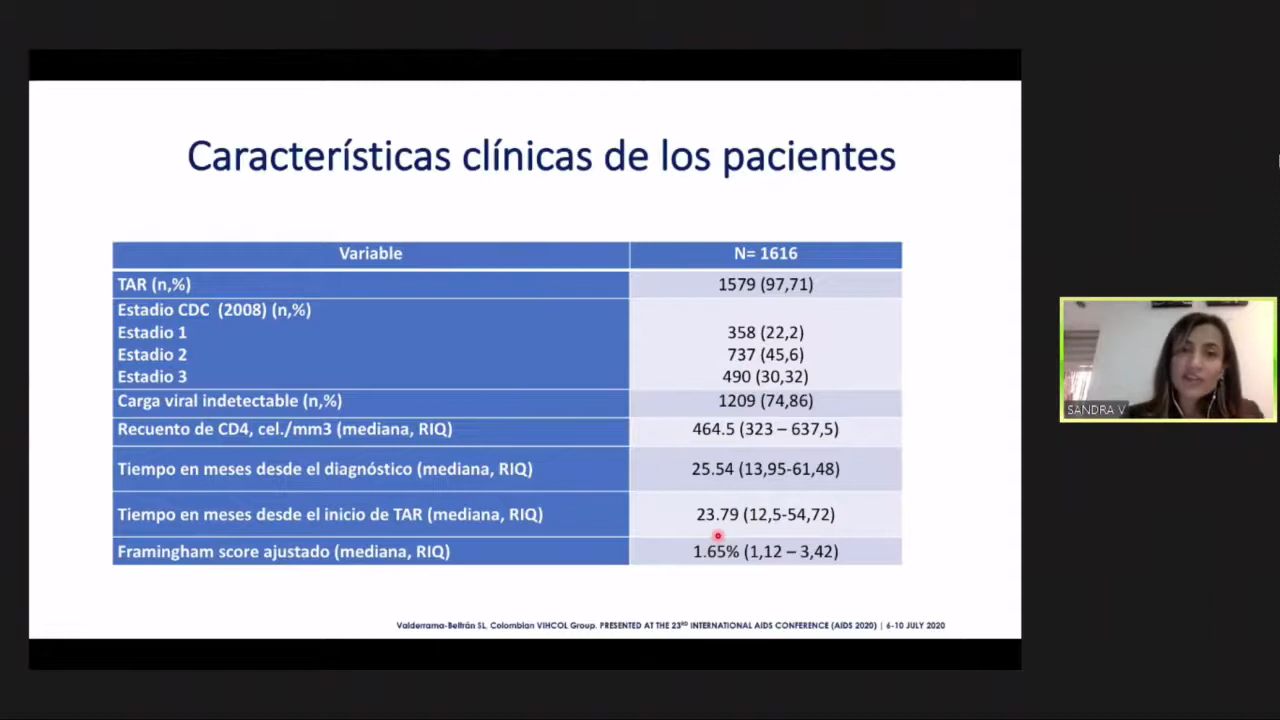 Características clínicas de los pacientes
Variable N= 1616
TAR (n,%) 1579 (97,71)
Estadio CDC (2008) (n,%)
Estadio 1 358 (22,2)
Estadio 2 737 (45,6)
Estadio 3 490 (30,32)
Carga viral indetectable (n,%) 1209 (74,86)
Recuento de CD4, cel./mm3 (mediana, RIQ) 464.5 (323 – 637,5)
Tiempo en meses desde el diagnóstico (mediana, RIQ) 25.54 (13,95-61,48)
Tiempo en meses desde el inicio de TAR (mediana, RIQ) 23.79 (12,5-54,72)
Framingham score ajustado (mediana, RIQ) 1.65% (1,12 – 3,42)
Valderrama-Beltrán SL. Colombian VIHCOL Group. PRESENTED AT THE 23RD INTERNATIONAL AIDS CONFERENCE (AIDS 2020) | 6-10 JULY 2020
SANDRA V